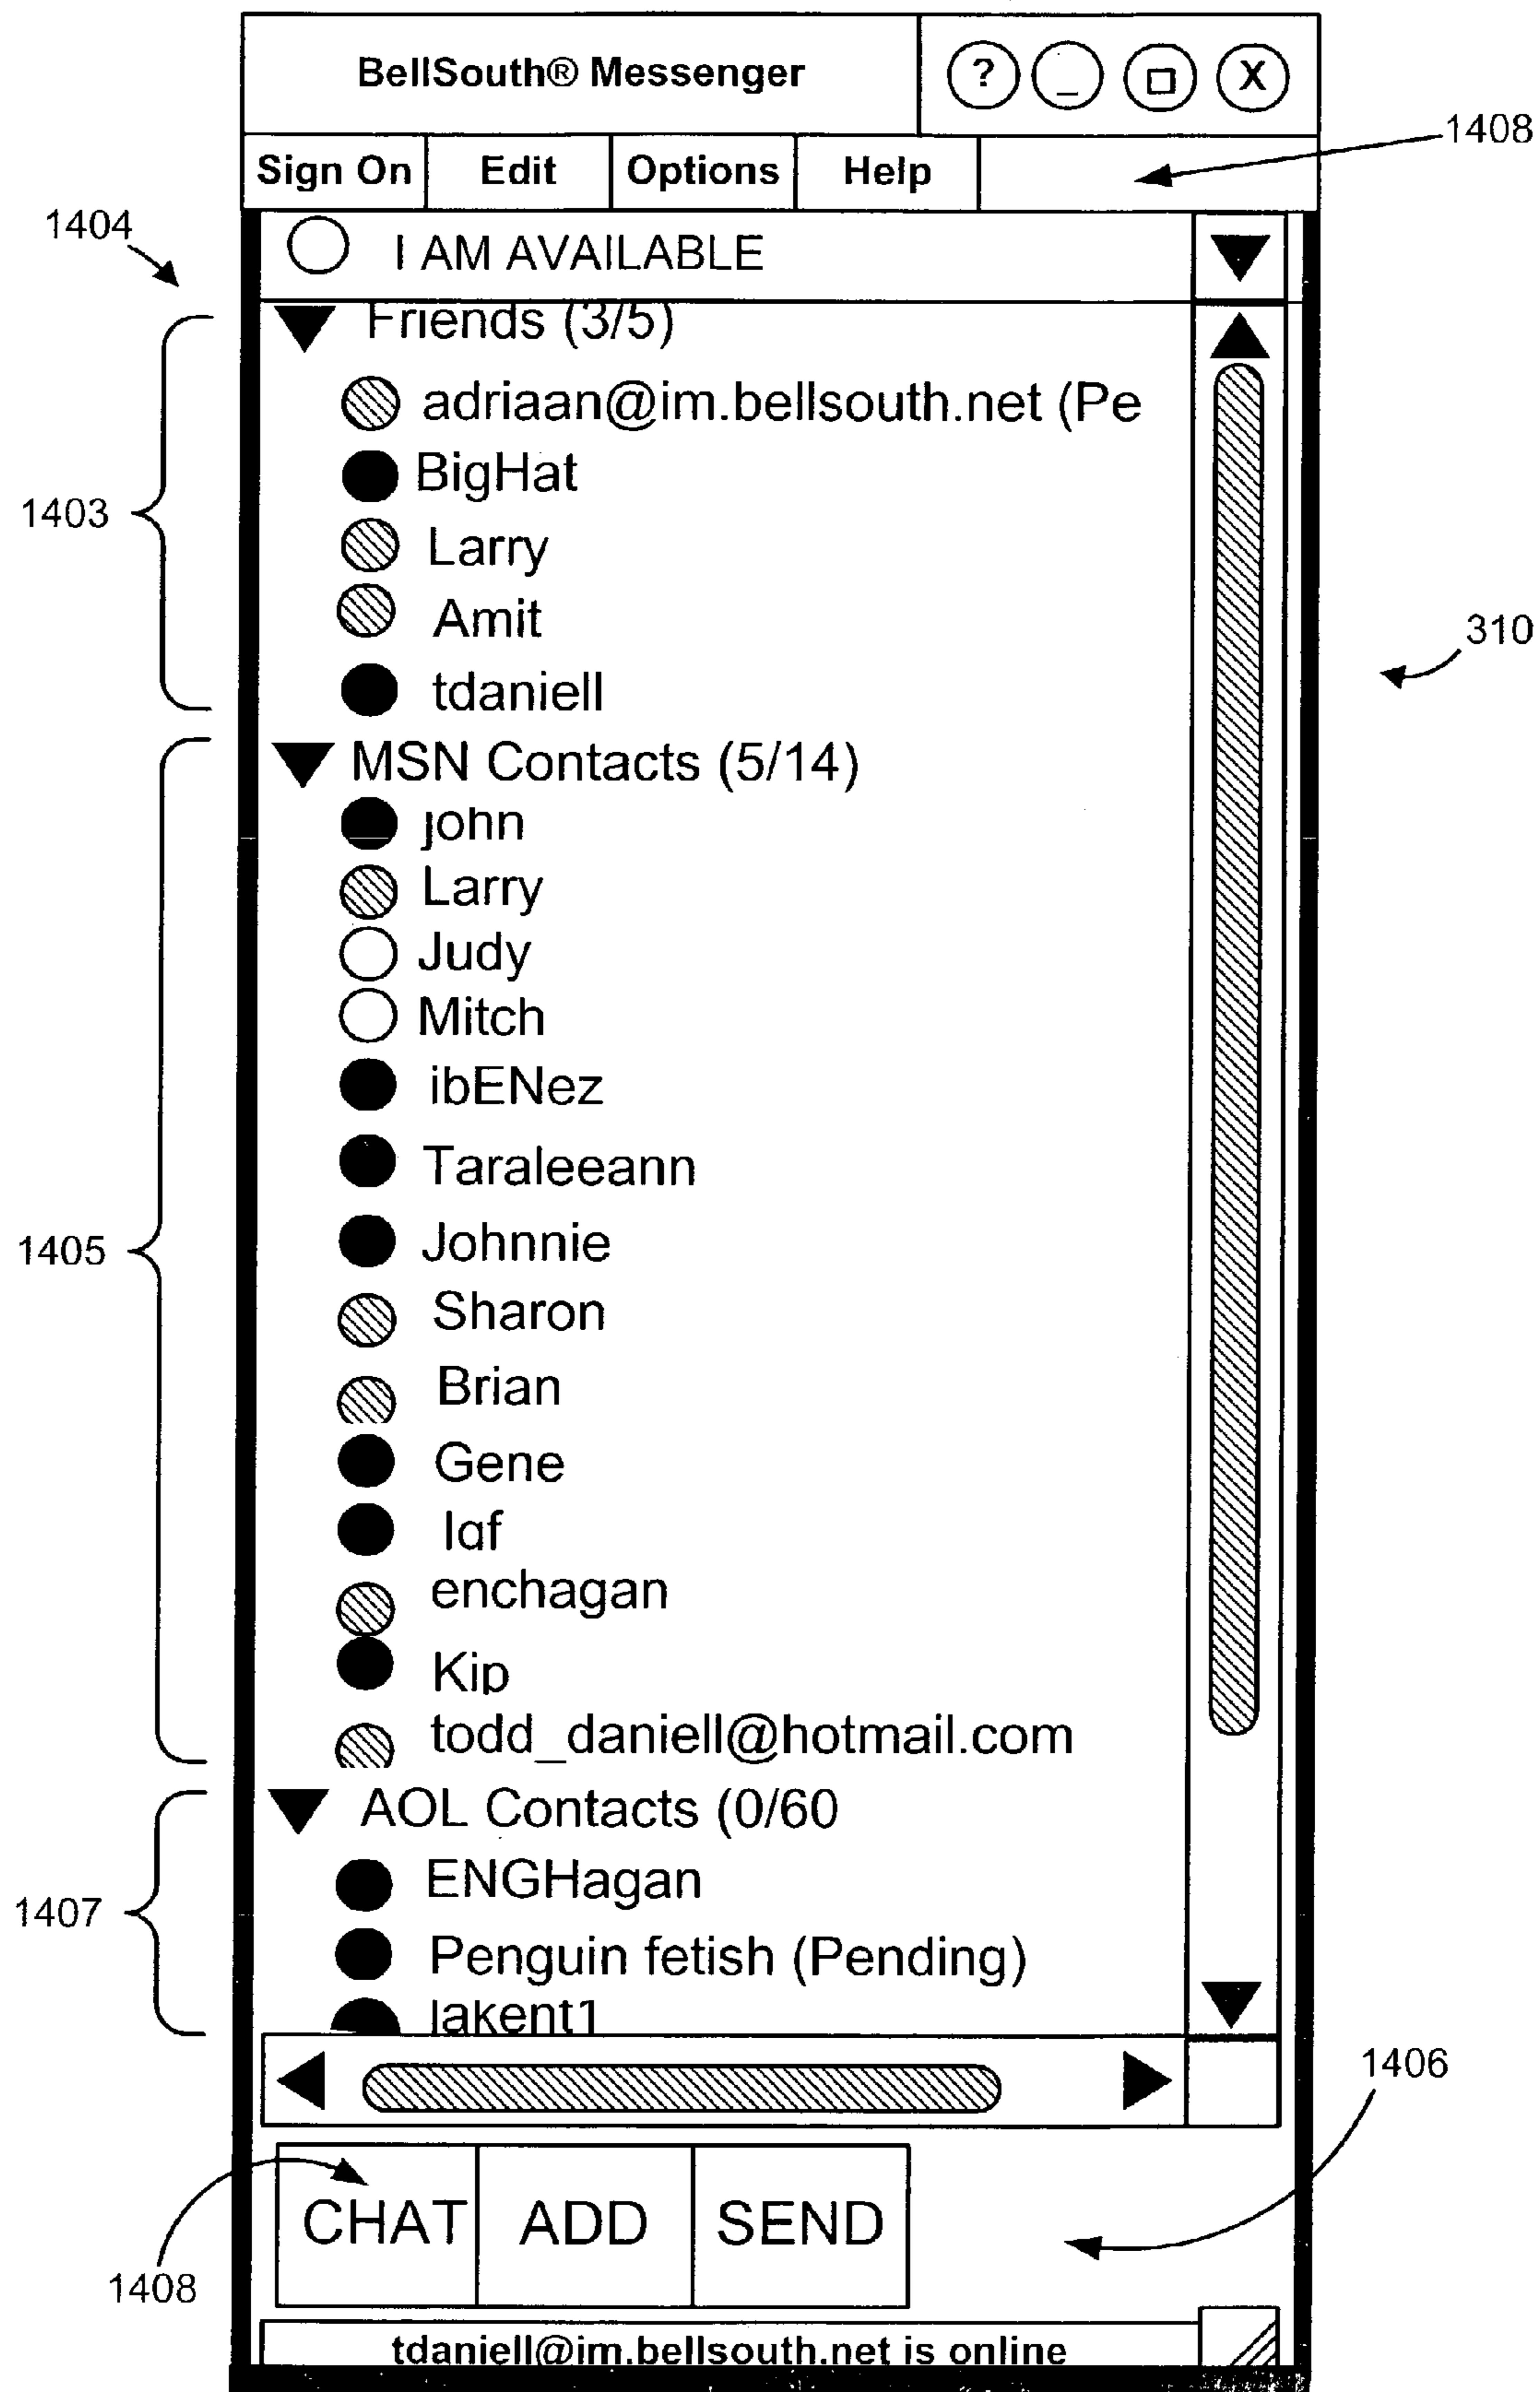 BellSouth® Messenger ? _ X
1408
Sign On Edit Options Help
1404
I AM AVAILABLE
Friends (3/5)
adriaan@im.bellsouth.net (Pe
BigHat
1403
Larry
Amit
310
tdaniell
MSN Contacts (5/14)
john
Larry
Judy
Mitch
ibENez
Taraleeann
1405
Johnnie
Sharon
Brian
Gene
Iqf
enchagan
Kip
todd_daniell@hotmail.com
AOL Contacts (0/60
ENGHagan
1407
Penguin fetish (Pending)
lakent1
1406
CHAT ADD SEND
1408
tdaniell@im.bellsouth.net is online